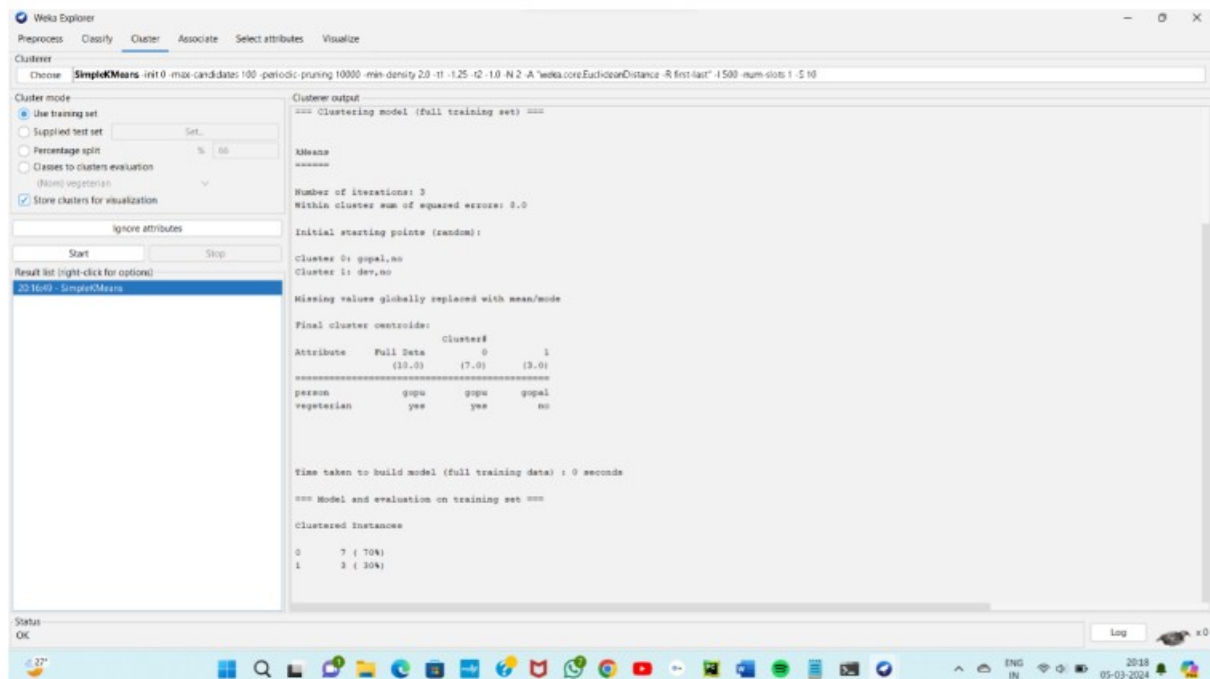 Weka Explorer
Preprocess Classify Cluster Associate Select attributes Visualize
Clusterer
Choose SimpleKMeans -init 0 -max-candidates 100 -periodic-pruning 10000 -min-density 2.0 -t1 -1.25 -t2 -1.0 -N 2 -A "weka.core.EuclideanDistance -R first-last" -I 500 -num-slots 1 -S 10
Cluster mode
Use training set
Supplied test set Set...
Percentage split % 66
Classes to clusters evaluation
(Nom) vegeterian
Store clusters for visualization
Ignore attributes
Start Stop
Result list (right-click for options)
20:16:49 - SimpleKMeans
Clusterer output
=== Clustering model (full training set) ===
kMeans
======
Number of iterations: 3
Within cluster sum of squared errors: 8.0
Initial starting points (random):
Cluster 0: gopal,no
Cluster 1: dev,no
Missing values globally replaced with mean/mode
Final cluster centroids:
Cluster#
Attribute Full Data 0 1
(10.0) (7.0) (3.0)
==============================================
person gopu gopu gopal
vegeterian yes yes no
Time taken to build model (full training data) : 0 seconds
=== Model and evaluation on training set ===
Clustered Instances
0 7 ( 70%)
1 3 ( 30%)
Status
OK
Log x 0
27°
ENG
IN
20:18
05-03-2024